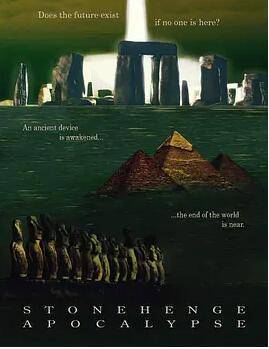 Does the future exist
if no one is here?
An ancient device
is awakened...
...the end of the world
is near.
STONEHENGE
APOCALYPSE